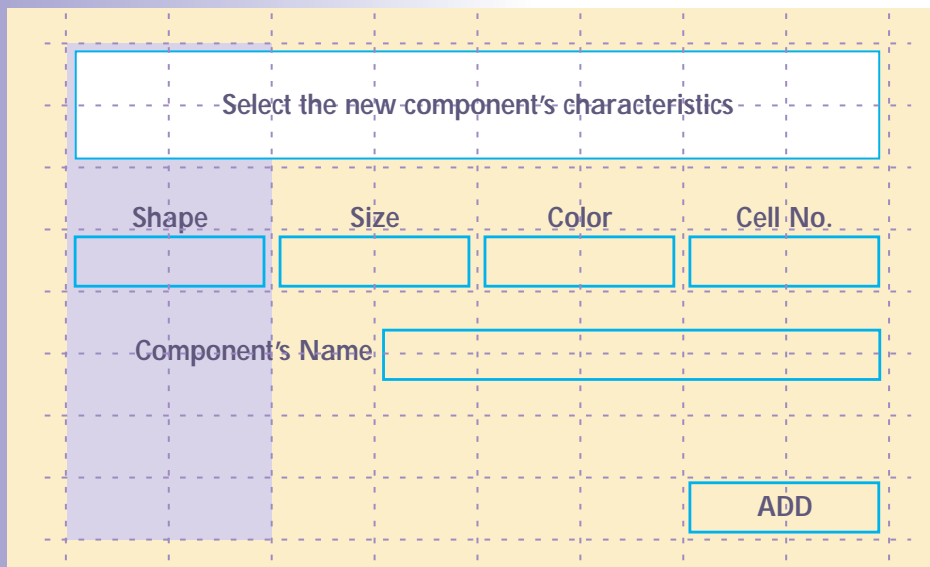 Select the new component's characteristics
Shape Size Color Cell No.
Component's Name
ADD